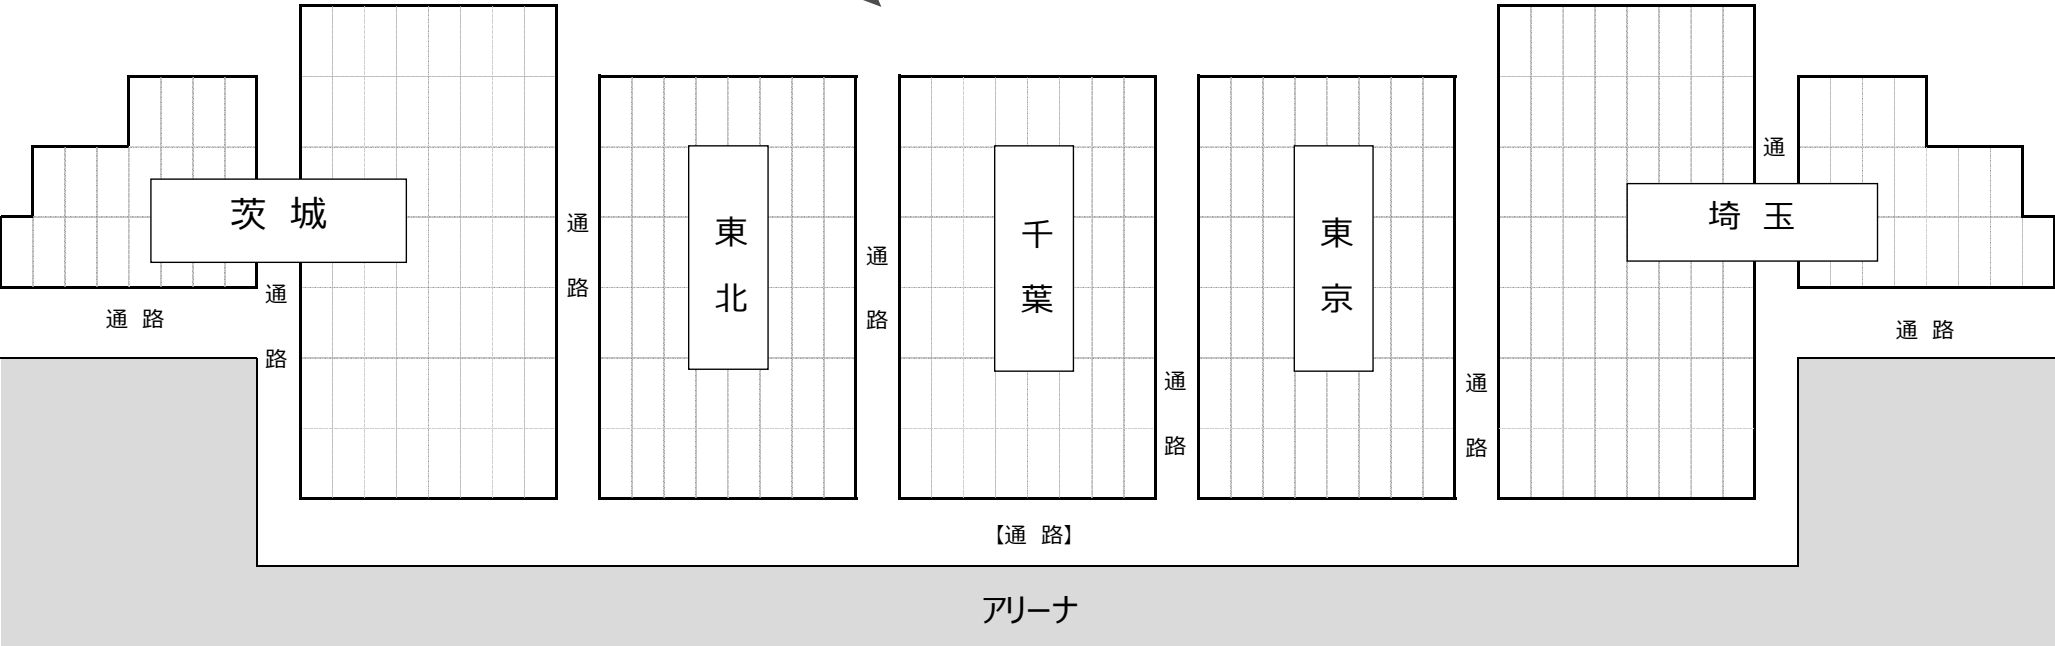 茨 城
通 路
通 路
通 路
東 北
通 路
千 葉
通 路
東 京
通 路
通
埼 玉
通 路
【通 路】
アリーナ